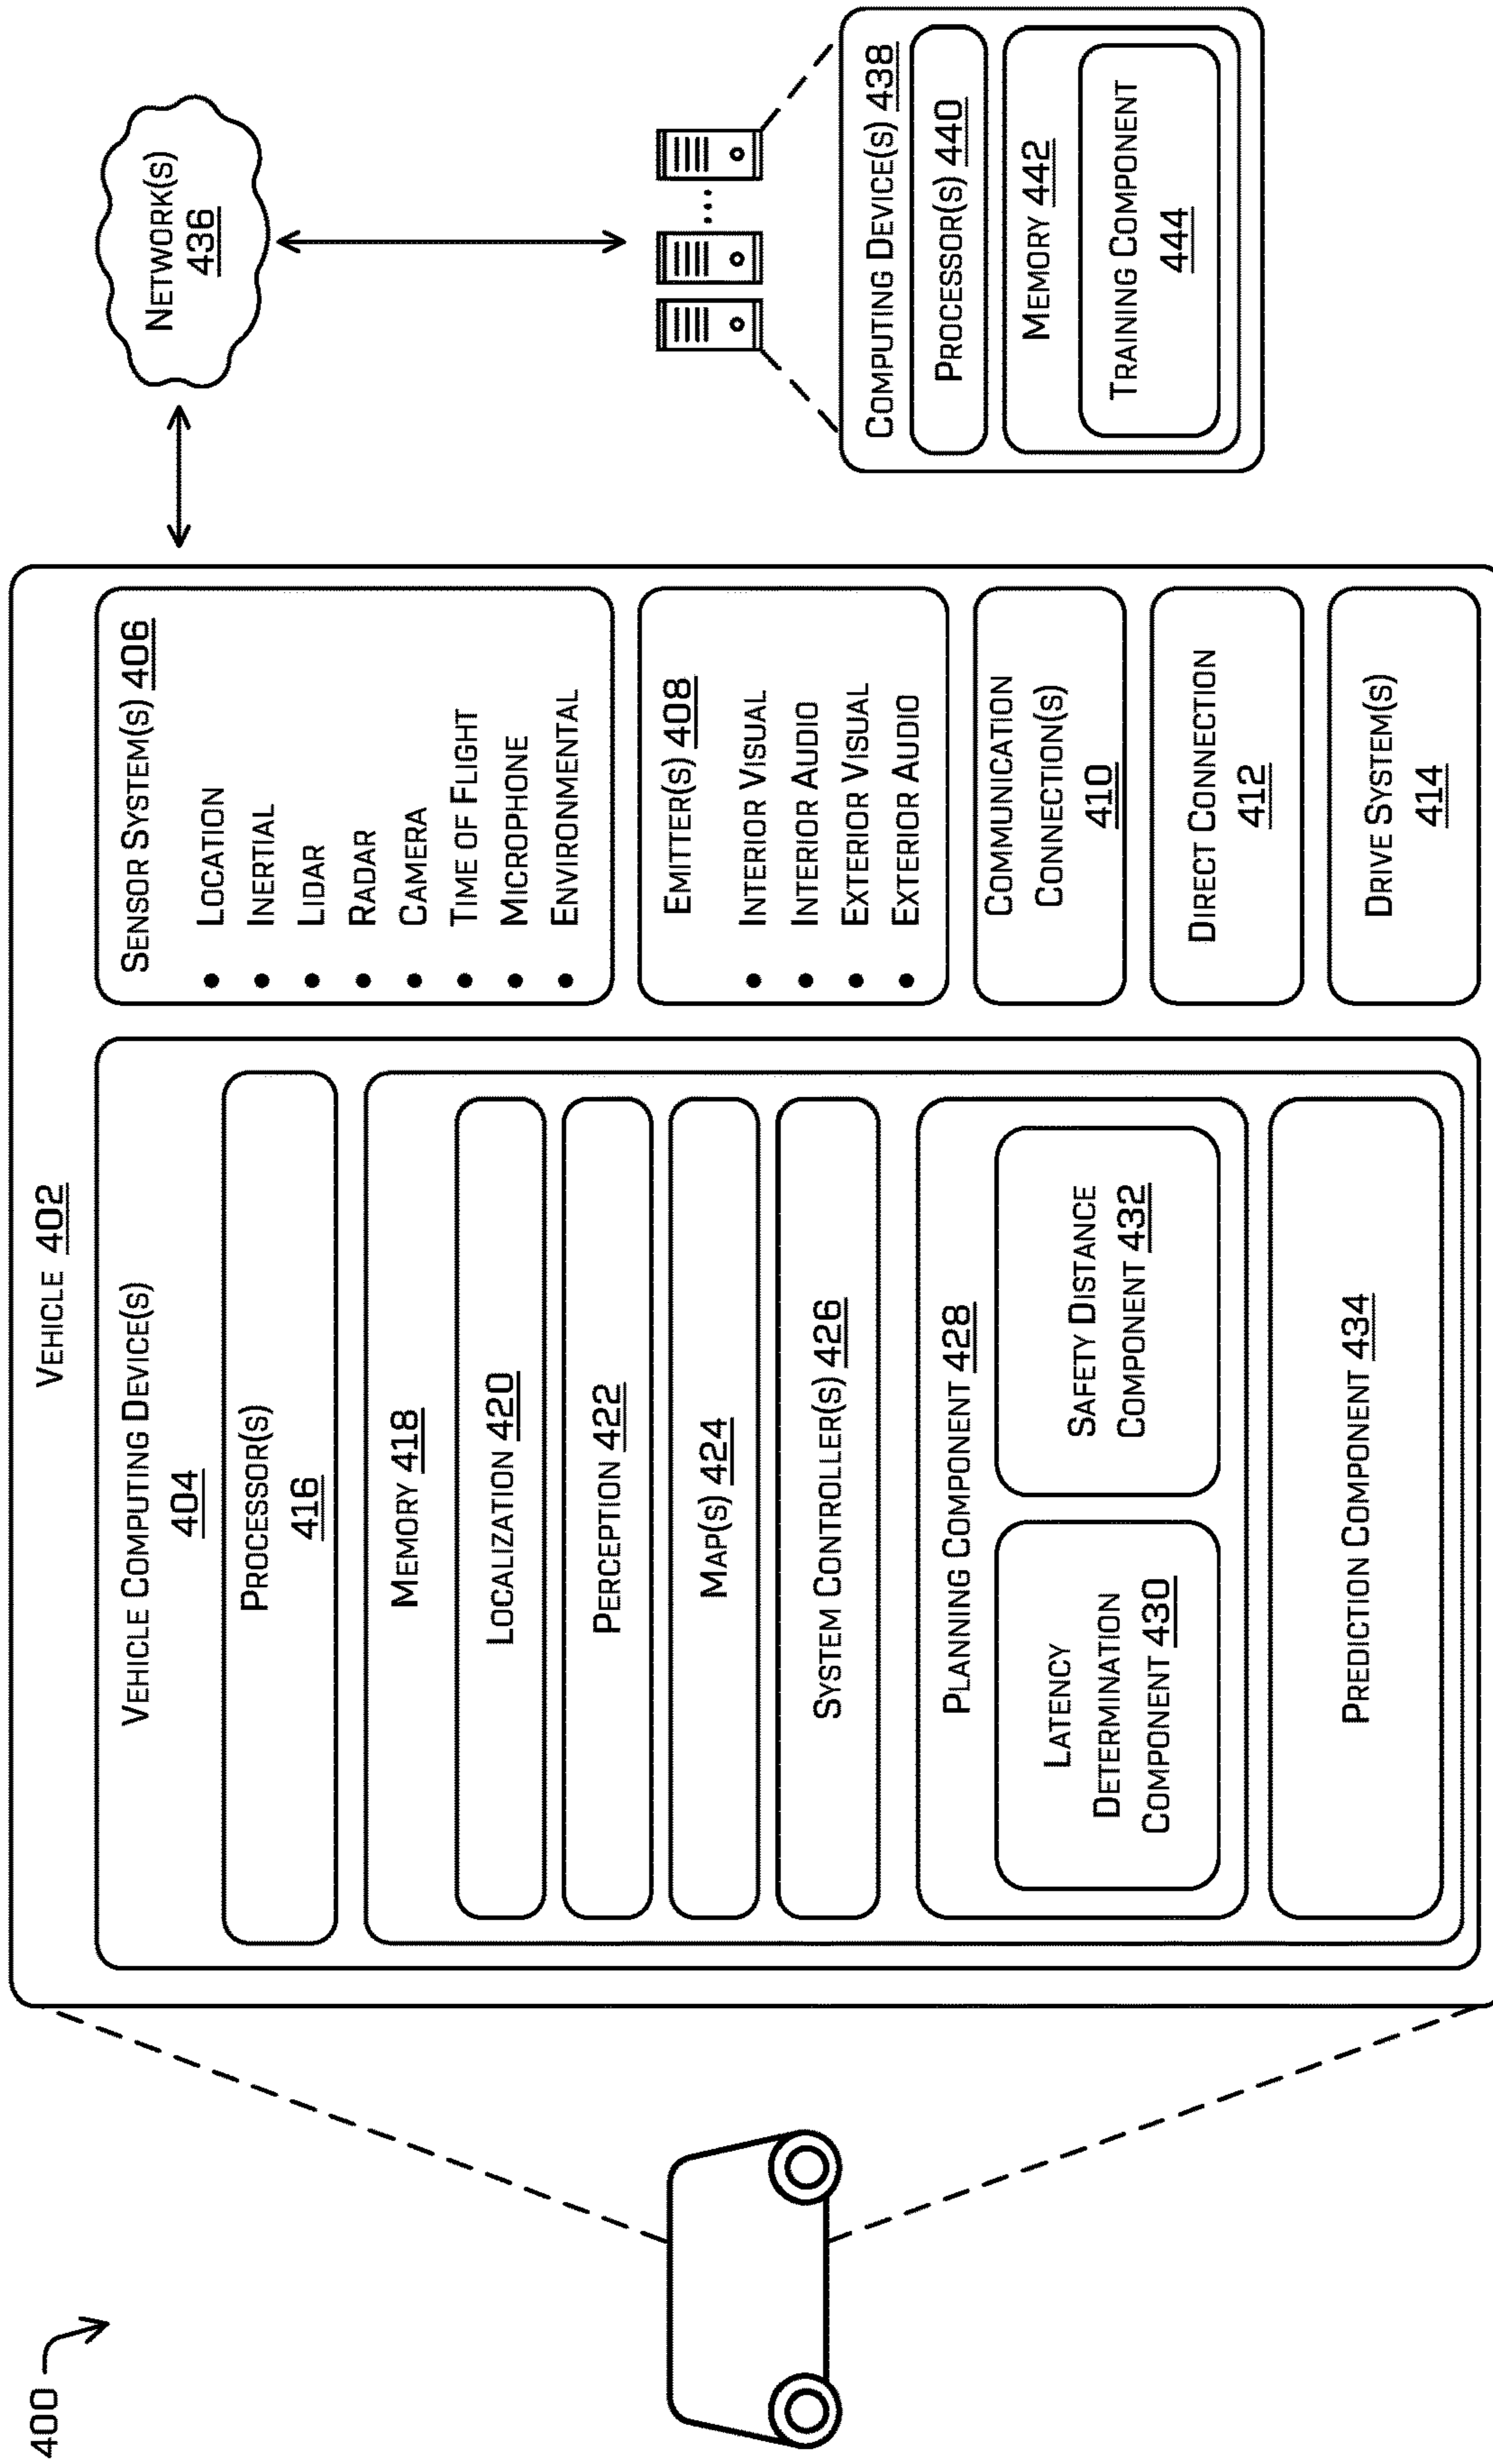 400
VEHICLE 402
VEHICLE COMPUTING DEVICE(S)
404
PROCESSOR(S)
416
MEMORY 418
LOCALIZATION 420
PERCEPTION 422
MAP(S) 424
SYSTEM CONTROLLER(S) 426
PLANNING COMPONENT 428
LATENCY
DETERMINATION
COMPONENT 430
SAFETY DISTANCE
COMPONENT 432
PREDICTION COMPONENT 434
SENSOR SYSTEM(S) 406
• LOCATION
• INERTIAL
• LIDAR
• RADAR
• CAMERA
• TIME OF FLIGHT
• MICROPHONE
• ENVIRONMENTAL
EMITTER(S) 408
• INTERIOR VISUAL
• INTERIOR AUDIO
• EXTERIOR VISUAL
• EXTERIOR AUDIO
COMMUNICATION
CONNECTION(S)
410
DIRECT CONNECTION
412
DRIVE SYSTEM(S)
414
NETWORK(S)
436
COMPUTING DEVICE(S) 438
PROCESSOR(S) 440
MEMORY 442
TRAINING COMPONENT
444